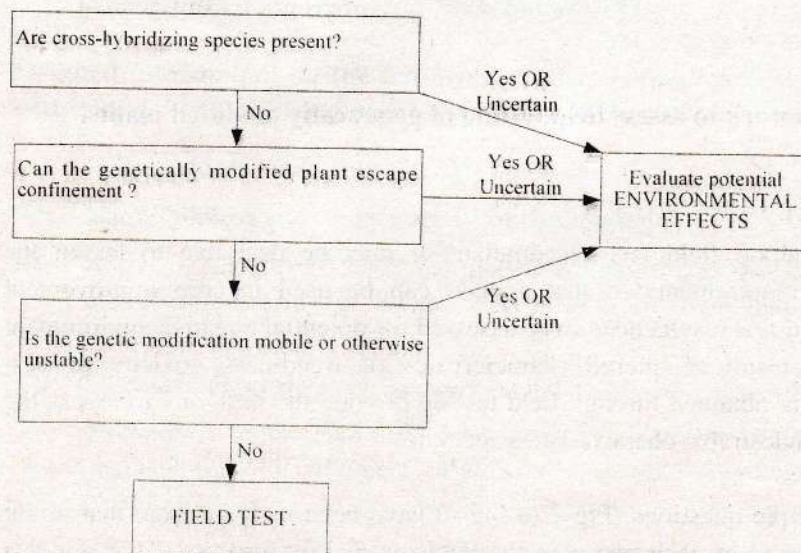 Are cross-hybridizing species present?
Yes OR
Uncertain
No
Can the genetically modified plant escape
confinement ?
Yes OR
Uncertain
Evaluate potential
ENVIRONMENTAL
EFFECTS
No
Yes OR
Uncertain
Is the genetic modification mobile or otherwise
unstable?
No
FIELD TEST.